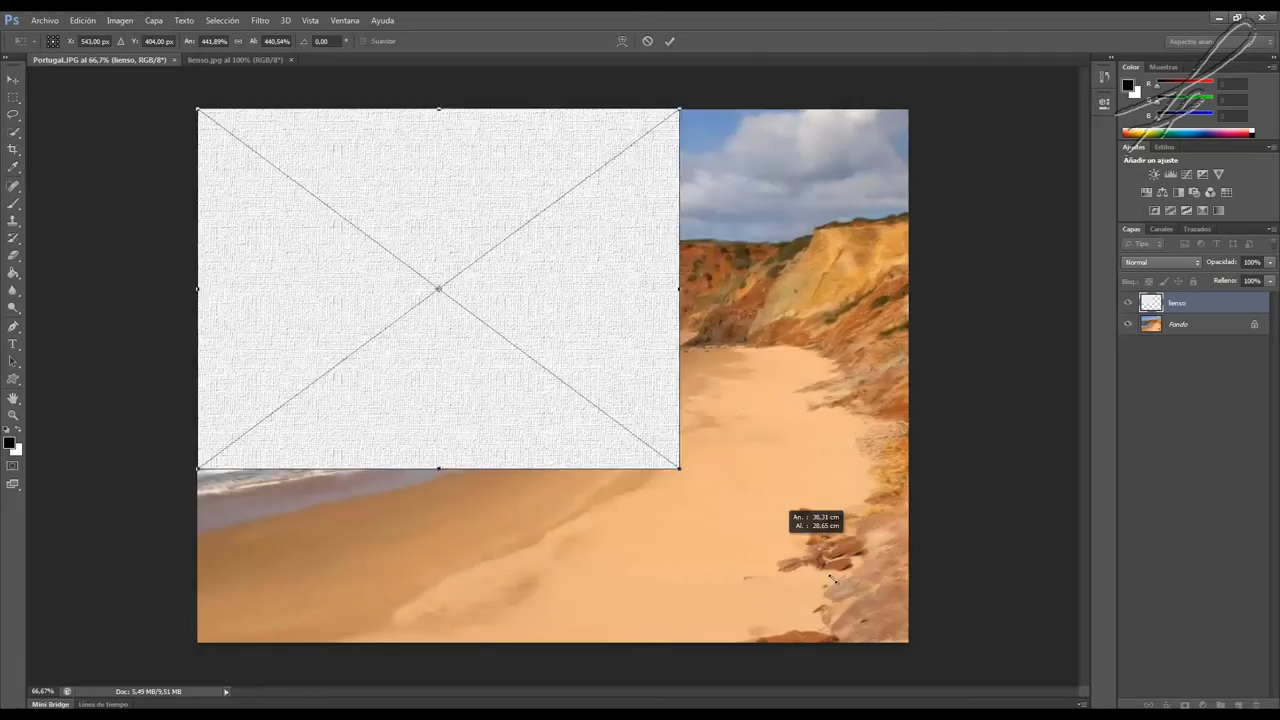 Ps Archivo Edición Imagen Capa Texto Selección Filtro 3D Vista Ventana Ayuda
X: 543,00 px Y: 404,00 px An: 441,89% Al: 440,54% 0,00 ° Suavizar
Portugal.JPG al 66,7% (lienso, RGB/8*) × lienso.jpg al 100% (RGB/8#) ×
Color Muestras
R
G
B
Ajustes Estilos
Añadir un ajuste
Capas Canales Trazados
Tipo
Normal Opacidad: 100%
Bloq.: Relleno: 100%
lienso
Fondo
An. : 38,31 cm
Al. : 28,65 cm
66,67% Doc: 5,49 MB/9,51 MB
Mini Bridge Línea de tiempo